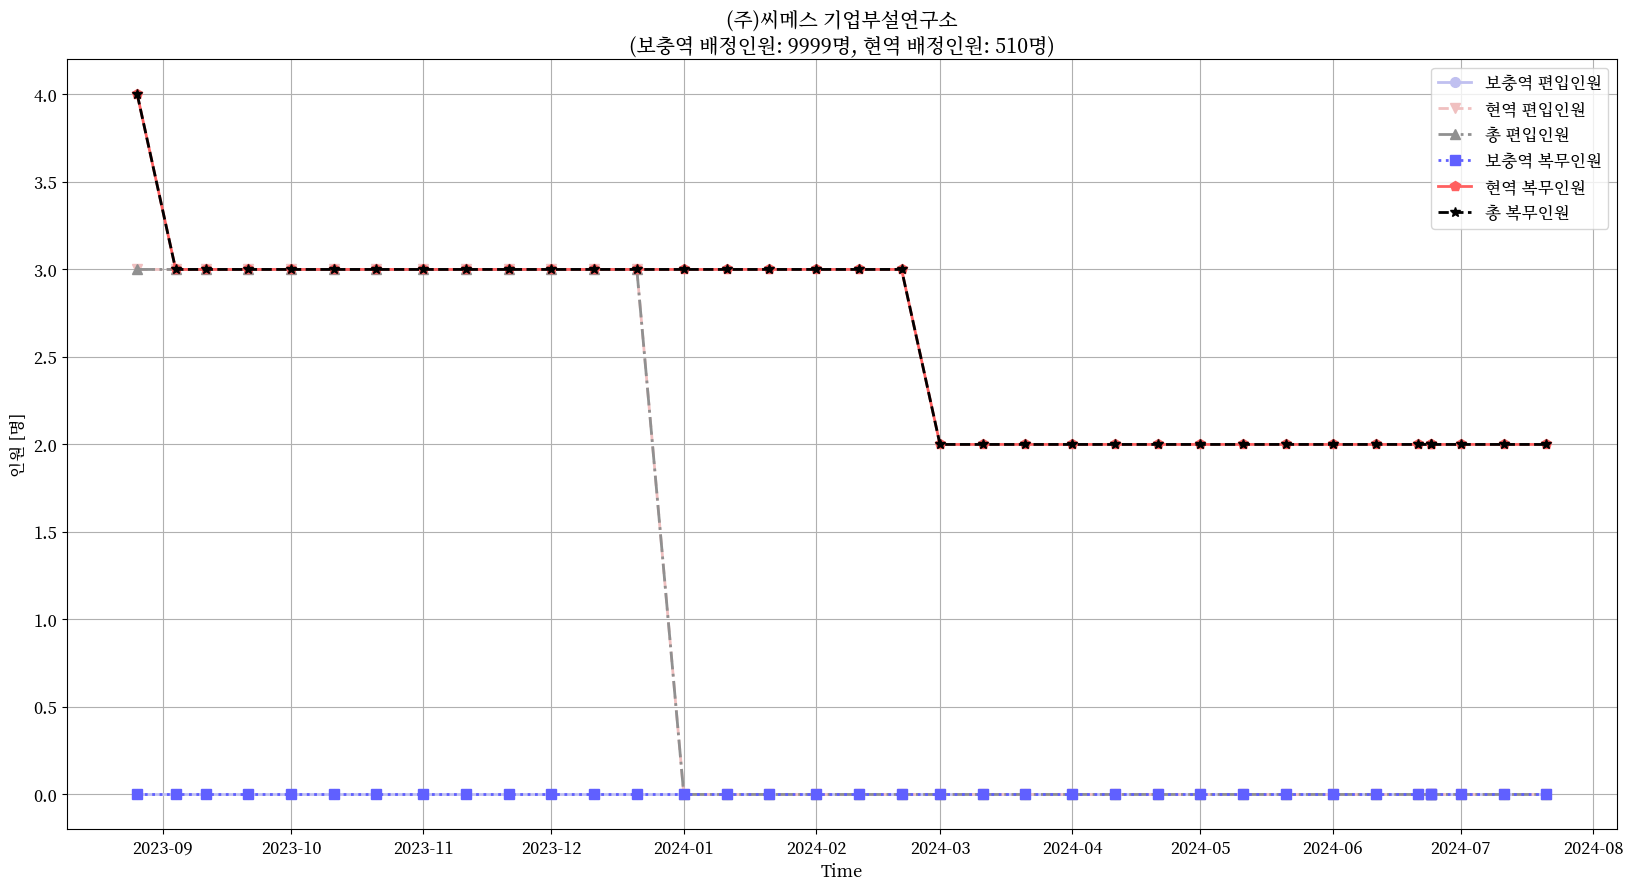 (주)씨메스 기업부설연구소
(보충역 배정인원: 9999명, 현역 배정인원: 510명)
보충역 편입인원
현역 편입인원
총 편입인원
보충역 복무인원
현역 복무인원
총 복무인원
4.0
3.5
3.0
2.5
2.0
1.5
1.0
0.5
0.0
인원 [명]
2023-09 2023-10 2023-11 2023-12 2024-01 2024-02 2024-03 2024-04 2024-05 2024-06 2024-07 2024-08
Time